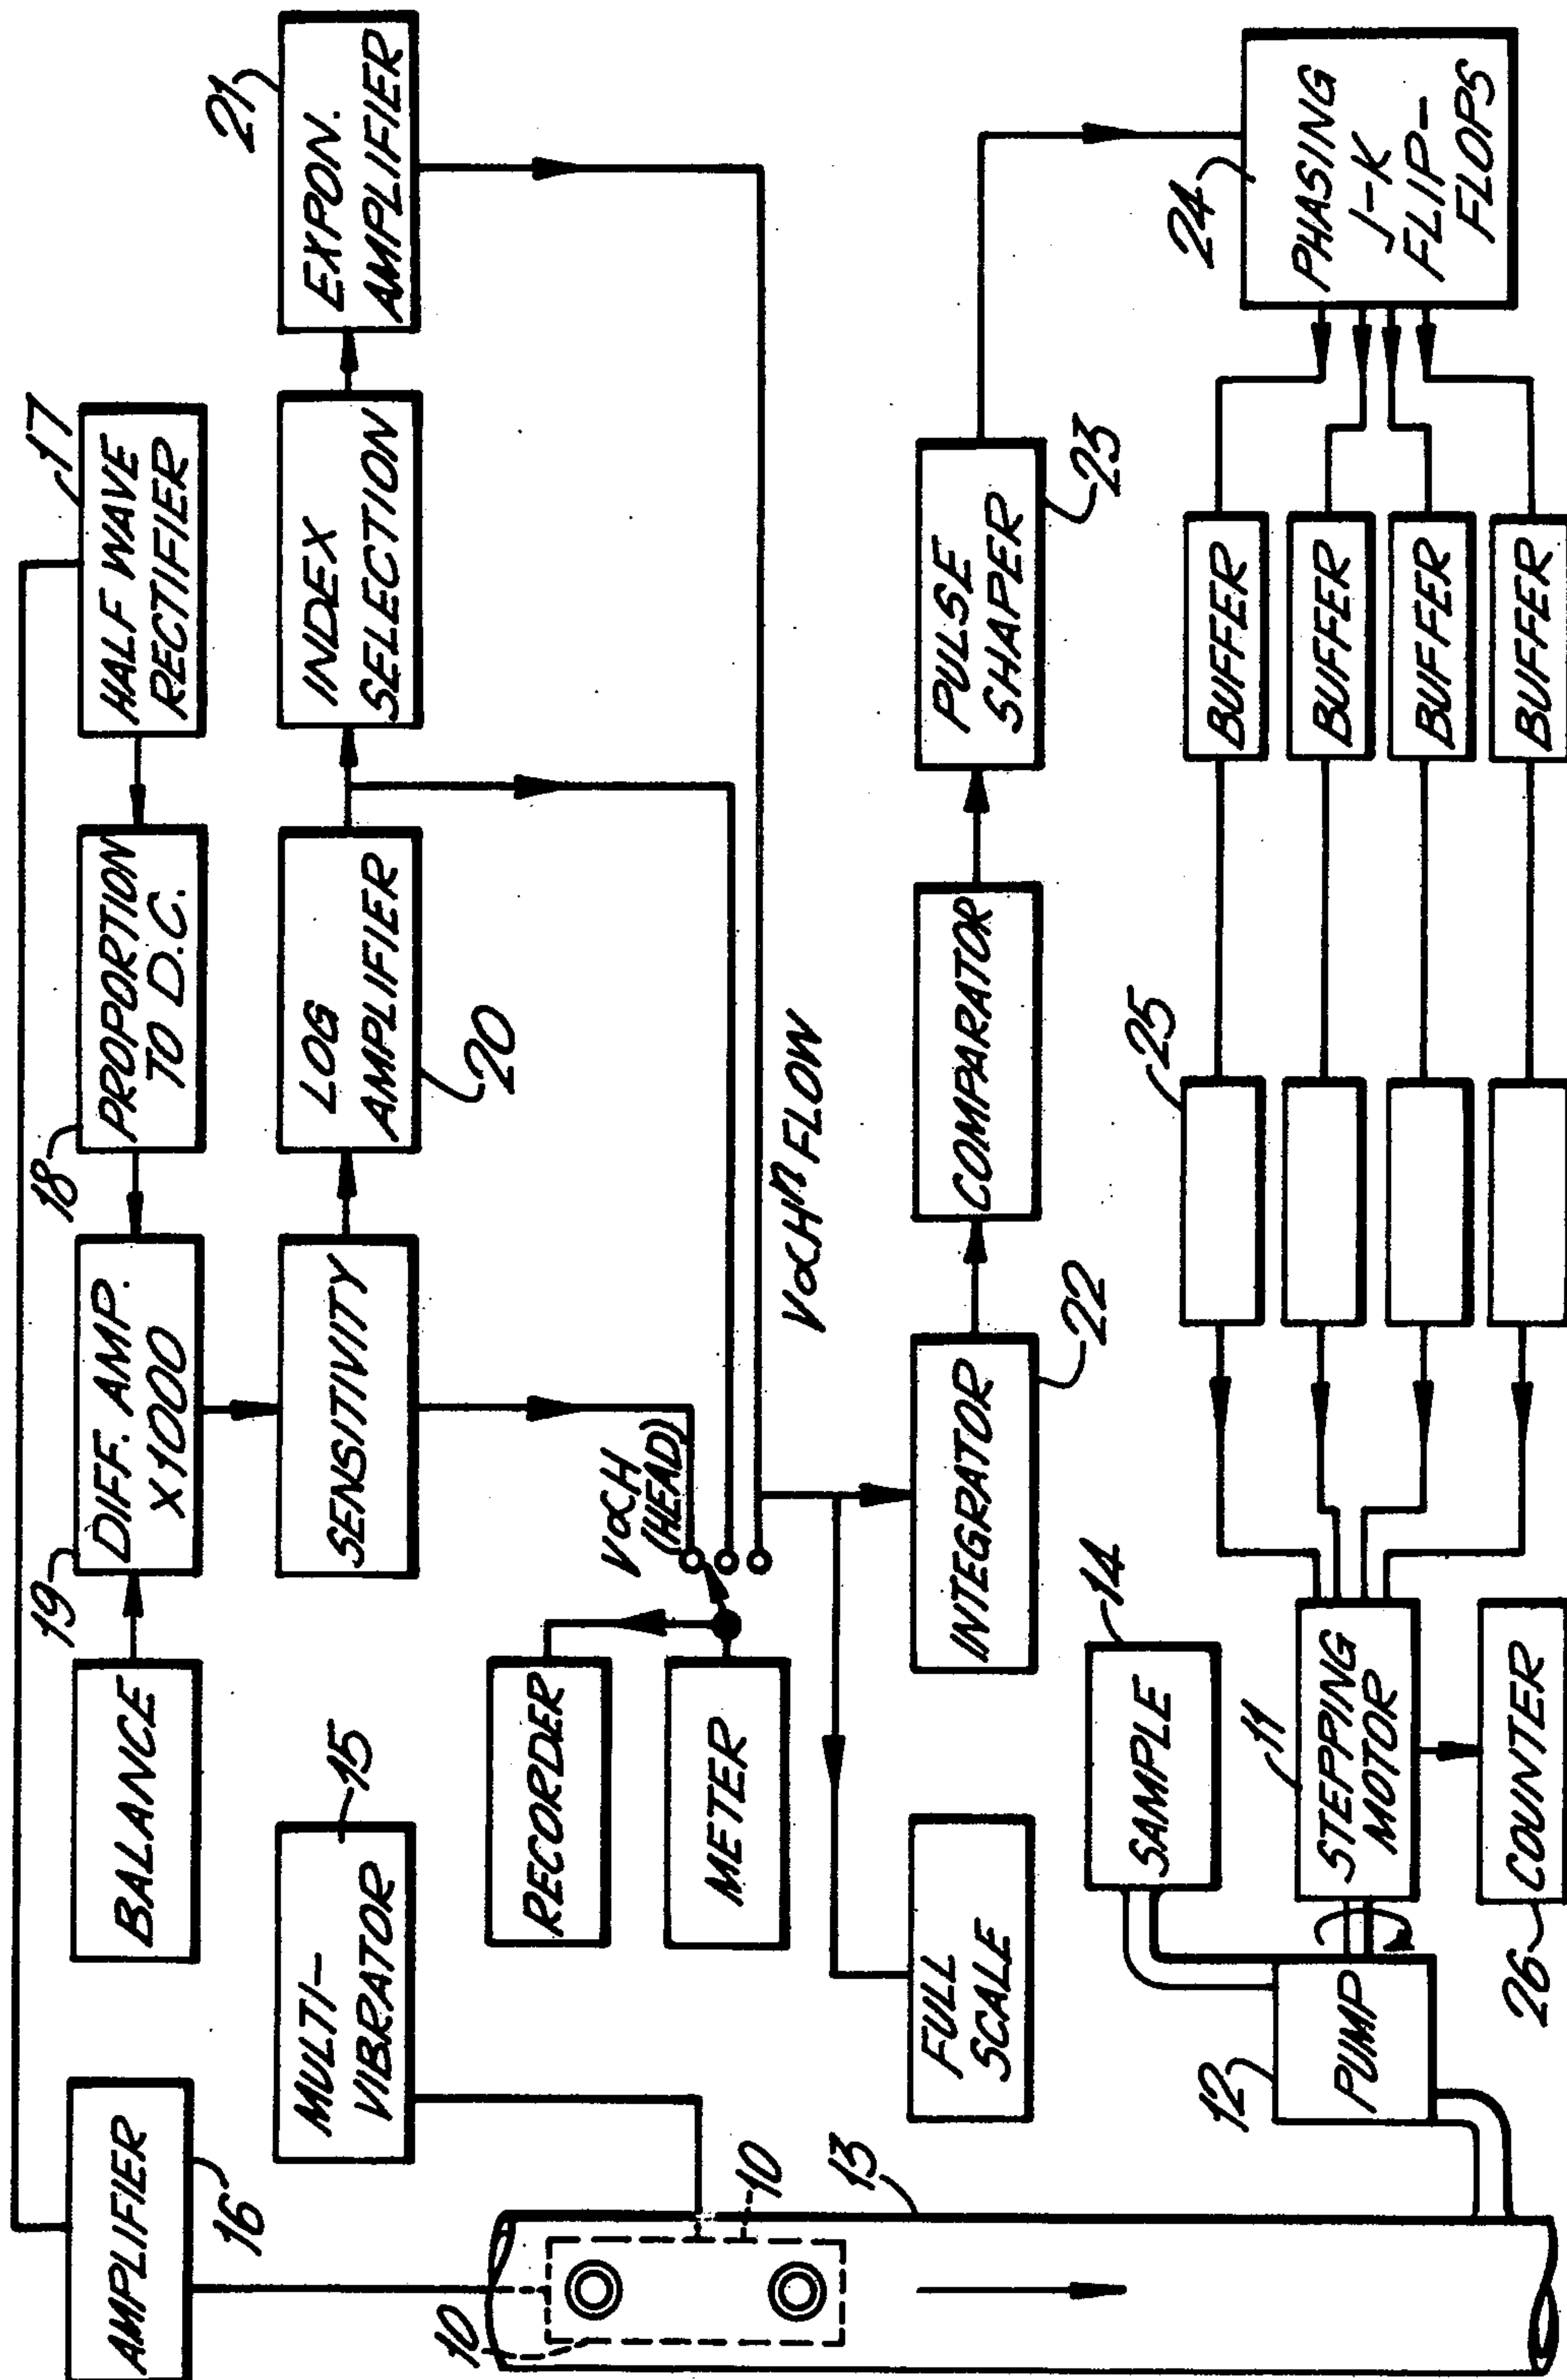 AMPLIFIER
16
BALANCE
19
DIFF. AMP.
X1000
18
PROPORTION
TO D.C.
17
HALF WAVE
RECTIFIER
MULTI-
VIBRATOR
15
SENSITIVITY
LOG
AMPLIFIER
20
INDEX
SELECTION
21
EXPON.
AMPLIFIER
RECORDER
METER
V∝H
(HEAD)
V∝Hⁿ FLOW
10
10
13
FULL
SCALE
INTEGRATOR
22
COMPARATOR
PULSE
SHAPER
23
SAMPLE
14
12
PUMP
11
STEPPING
MOTOR
COUNTER
26
25
BUFFER
BUFFER
BUFFER
BUFFER
24
PHASING
J-K
FLIP-
FLOPS